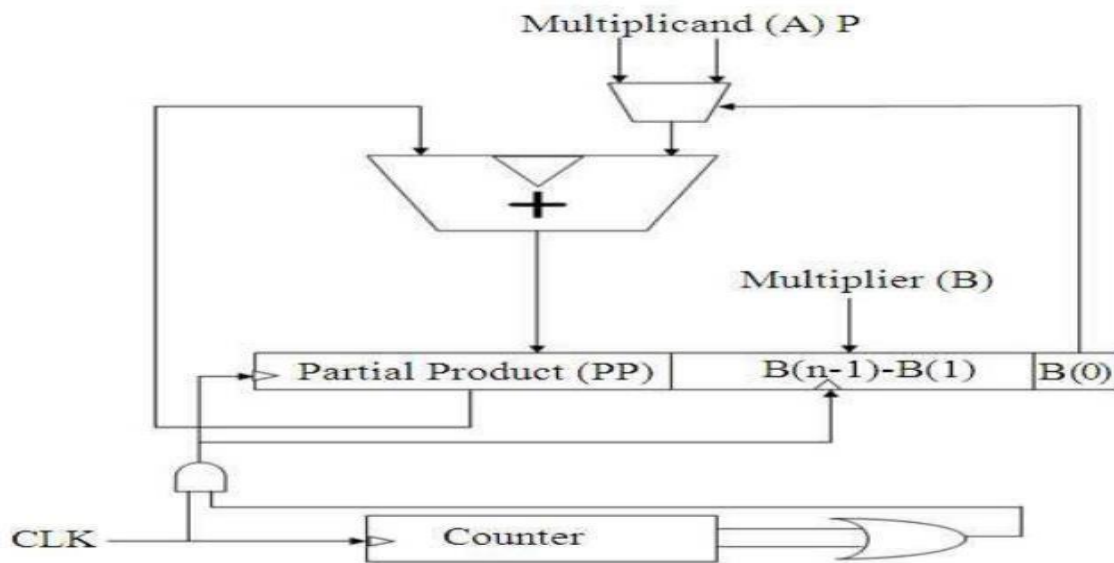 Multiplicand (A) P
+
Multiplier (B)
Partial Product (PP) B(n-1)-B(1) B(0)
CLK Counter